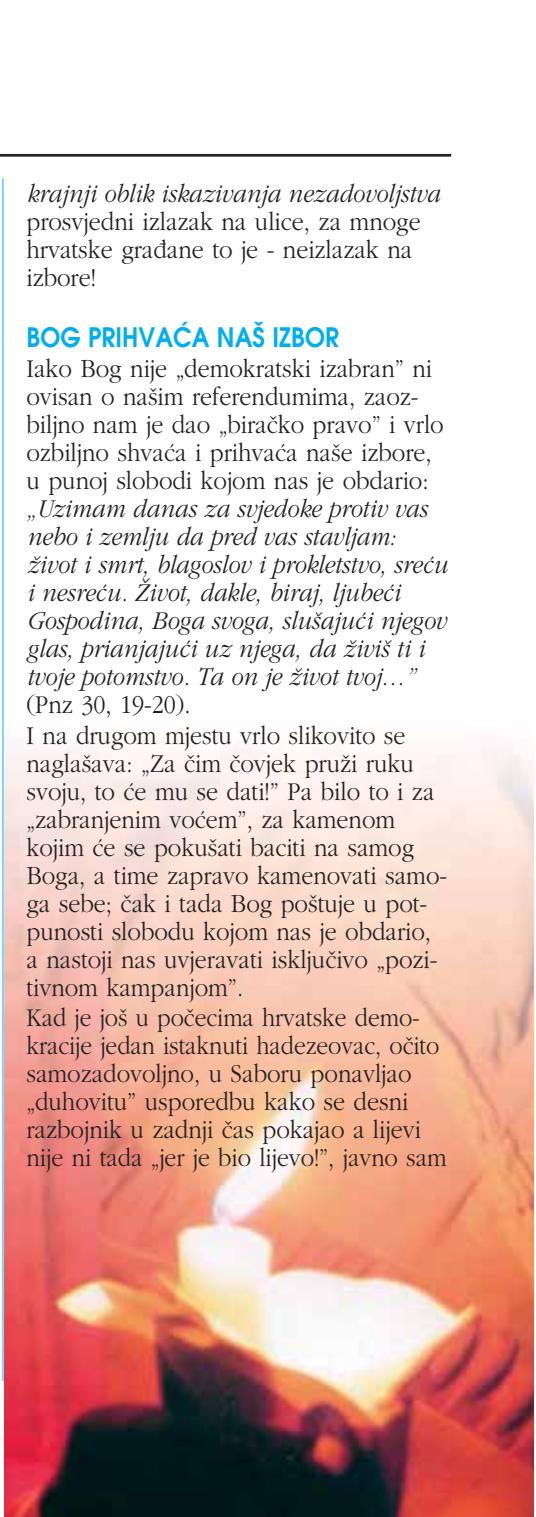 krajnji oblik iskazivanja nezadovoljstva
prosvjedni izlazak na ulice, za mnoge
hrvatske građane to je - neizlazak na
izbore!
BOG PRIHVAĆA NAŠ IZBOR
Iako Bog nije „demokratski izabran” ni
ovisan o našim referendumima, zaoz-
biljno nam je dao „biračko pravo” i vrlo
ozbiljno shvaća i prihvaća naše izbore,
u punoj slobodi kojom nas je obdario:
„Uzimam danas za svjedoke protiv vas
nebo i zemlju da pred vas stavljam:
život i smrt, blagoslov i prokletstvo, sreću
i nesreću. Život, dakle, biraj, ljubeći
Gospodina, Boga svoga, slušajući njegov
glas, prianjajući uz njega, da živiš ti i
tvoje potomstvo. Ta on je život tvoj…”
(Pnz 30, 19-20).
I na drugom mjestu vrlo slikovito se
naglašava: „Za čim čovjek pruži ruku
svoju, to će mu se dati!” Pa bilo to i za
„zabranjenim voćem”, za kamenom
kojim će se pokušati baciti na samog
Boga, a time zapravo kamenovati samo-
ga sebe; čak i tada Bog poštuje u pot-
punosti slobodu kojom nas je obdario,
a nastoji nas uvjeravati isključivo „pozi-
tivnom kampanjom”.
Kad je još u počecima hrvatske demo-
kracije jedan istaknuti hadezeovac, očito
samozadovoljno, u Saboru ponavljao
„duhovitu” usporedbu kako se desni
razbojnik u zadnji čas pokajao a lijevi
nije ni tada „jer je bio lijevo!”, javno sam